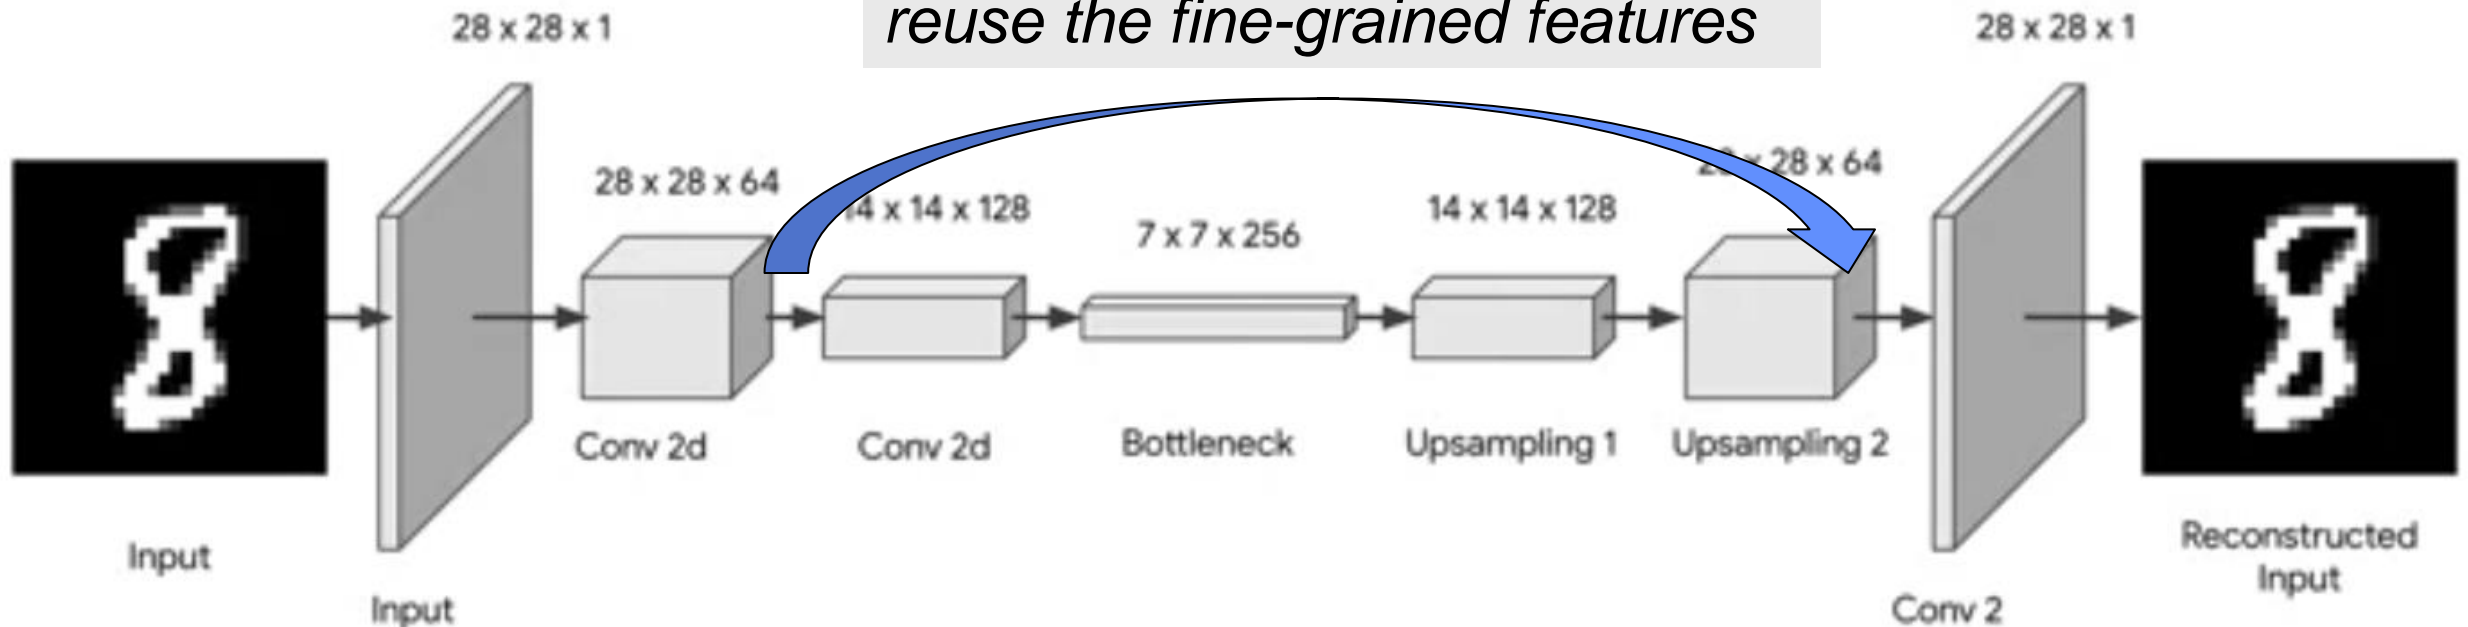 reuse the fine-grained features
28 x 28 x 1
28 x 28 x 1
28 x 28 x 64
14 x 14 x 128
7 x 7 x 256
14 x 14 x 128
28 x 28 x 64
Conv 2d
Conv 2d
Bottleneck
Upsampling 1
Upsampling 2
Input
Input
Conv 2
Reconstructed
Input